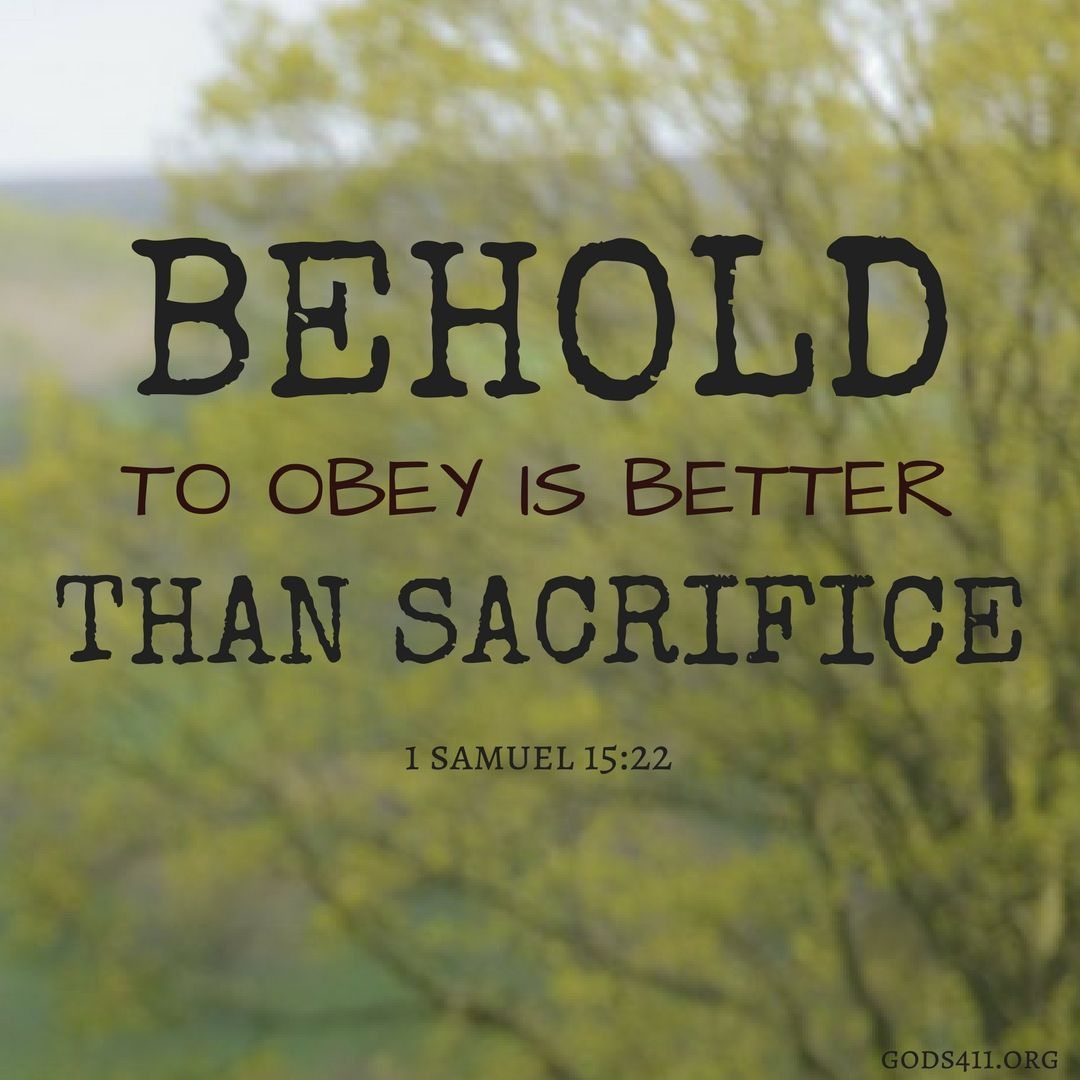 BEHOLD
TO OBEY IS BETTER
THAN SACRIFICE
1 SAMUEL 15:22
GODS411.ORG